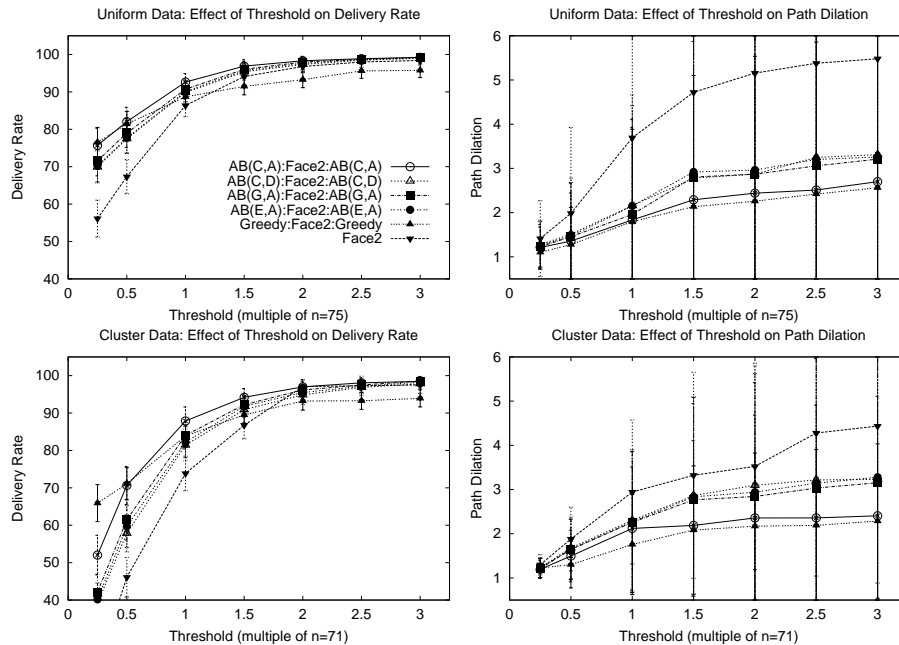 Uniform Data: Effect of Threshold on Delivery Rate
100
90
80
70
60
50
40
Delivery Rate
AB(C,A):Face2:AB(C,A)
AB(C,D):Face2:AB(C,D)
AB(G,A):Face2:AB(G,A)
AB(E,A):Face2:AB(E,A)
Greedy:Face2:Greedy
Face2
0 0.5 1 1.5 2 2.5 3
Threshold (multiple of n=75)
Uniform Data: Effect of Threshold on Path Dilation
6
5
4
3
2
1
Path Dilation
0 0.5 1 1.5 2 2.5 3
Threshold (multiple of n=75)
Cluster Data: Effect of Threshold on Delivery Rate
100
90
80
70
60
50
40
Delivery Rate
0 0.5 1 1.5 2 2.5 3
Threshold (multiple of n=71)
Cluster Data: Effect of Threshold on Path Dilation
6
5
4
3
2
1
Path Dilation
0 0.5 1 1.5 2 2.5 3
Threshold (multiple of n=71)